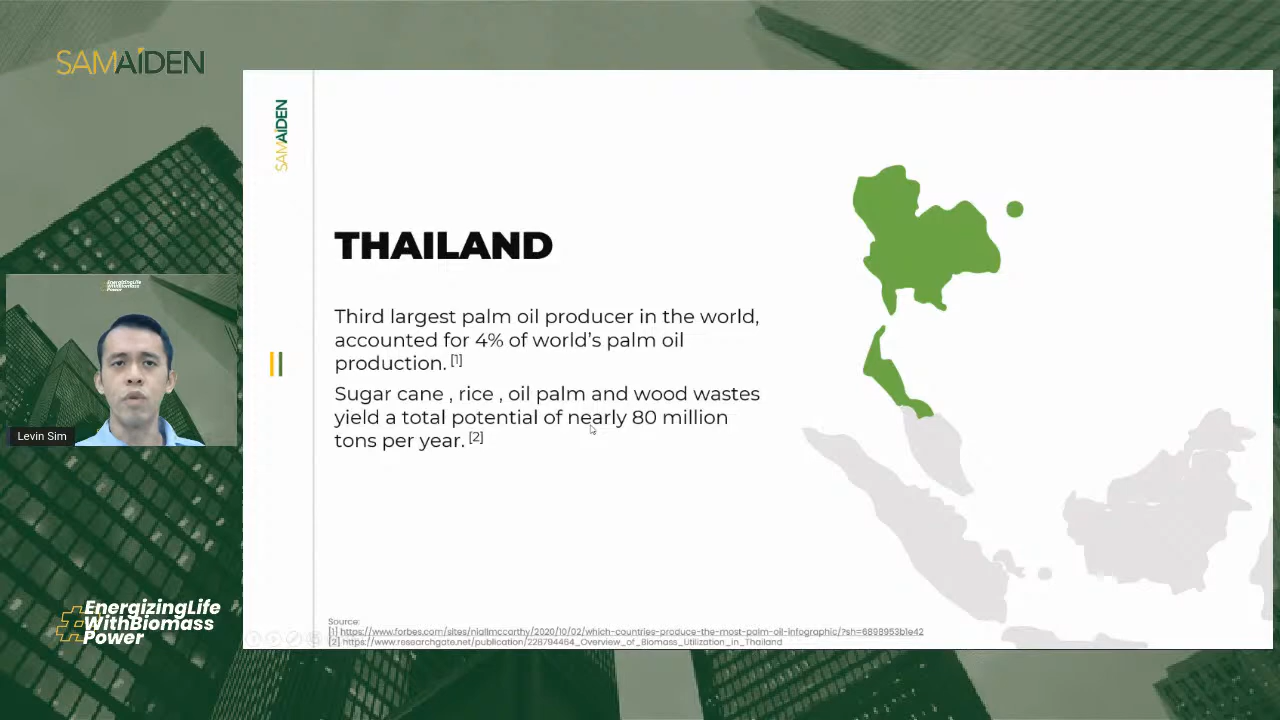 SAMAIDEN
SAMAIDEN
THAILAND
Third largest palm oil producer in the world,
accounted for 4% of world's palm oil
production. [1]
Sugar cane , rice , oil palm and wood wastes
yield a total potential of nearly 80 million
tons per year. [2]
#EnergizingLife
WithBiomass
Power
Levin Sim
#EnergizingLife
WithBiomass
Power
Source:
[1] https://www.forbes.com/sites/niallmccarthy/2020/10/02/which-countries-produce-the-most-palm-oil-infographic/?sh=6898953b1e42
[2] https://www.researchgate.net/publication/228794464_Overview_of_Biomass_Utilization_in_Thailand